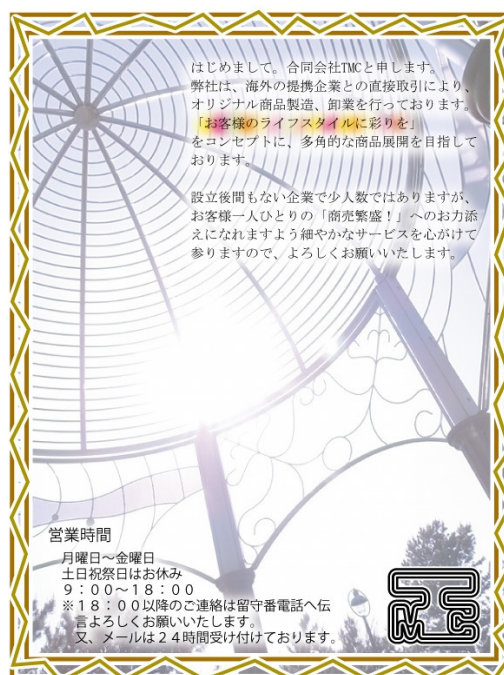 はじめまして。合同会社TMCと申します。
弊社は、海外の提携企業との直接取引により、
オリジナル商品製造、卸業を行っております。
「お客様のライフスタイルに彩りを」
をコンセプトに、多角的な商品展開を目指して
おります。
設立後間もない企業で少人数ではありますが、
お客様一人ひとりの「商売繁盛！」へのお力添
えになれますよう細やかなサービスを心がけて
参りますので、よろしくお願いいたします。
営業時間
月曜日～金曜日
土日祝祭日はお休み
９：００～１８：００
※１８：００以降のご連絡は留守番電話へ伝
言よろしくお願いいたします。
又、メールは２４時間受け付けております。
TMC